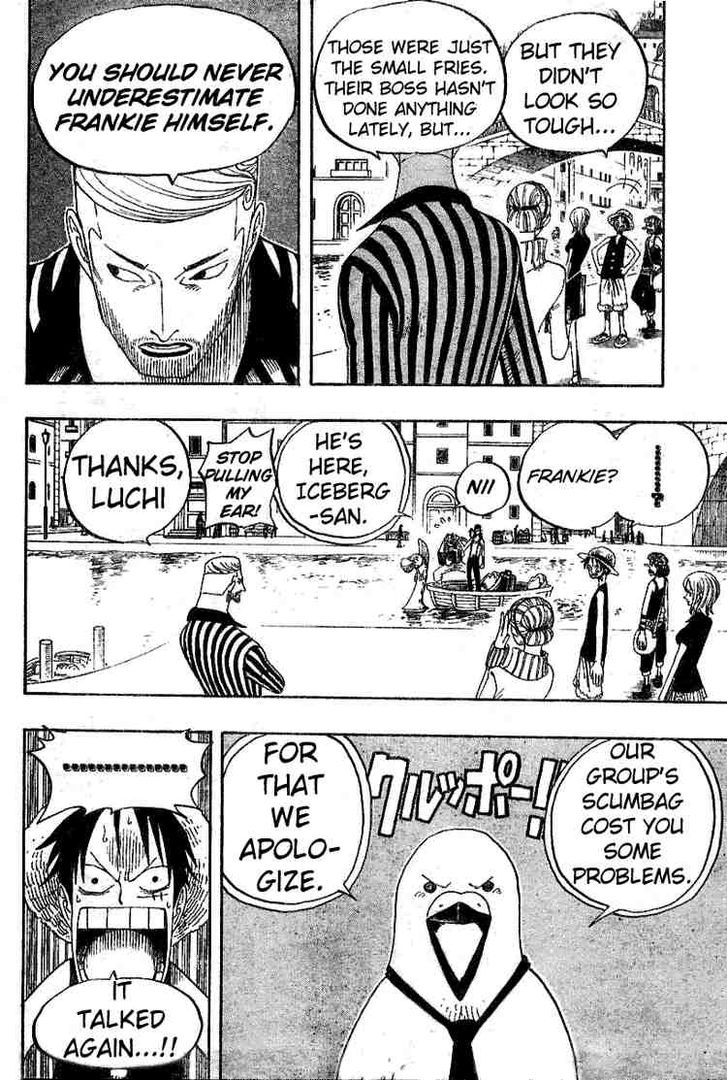 BUT THEY
DIDN'T
LOOK SO
TOUGH...
THOSE WERE JUST
THE SMALL FRIES.
THEIR BOSS HASN'T
DONE ANYTHING
LATELY, BUT...
YOU SHOULD NEVER
UNDERESTIMATE
FRANKIE HIMSELF.
FRANKIE?
NII
HE'S
HERE,
ICEBERG
-SAN.
STOP
PULLING
MY
EAR!
THANKS,
LUCHI
OUR
GROUP'S
SCUMBAG
COST YOU
SOME
PROBLEMS.
クルッポー!!
FOR
THAT
WE
APOLO-
GIZE.
IT
TALKED
AGAIN...!!